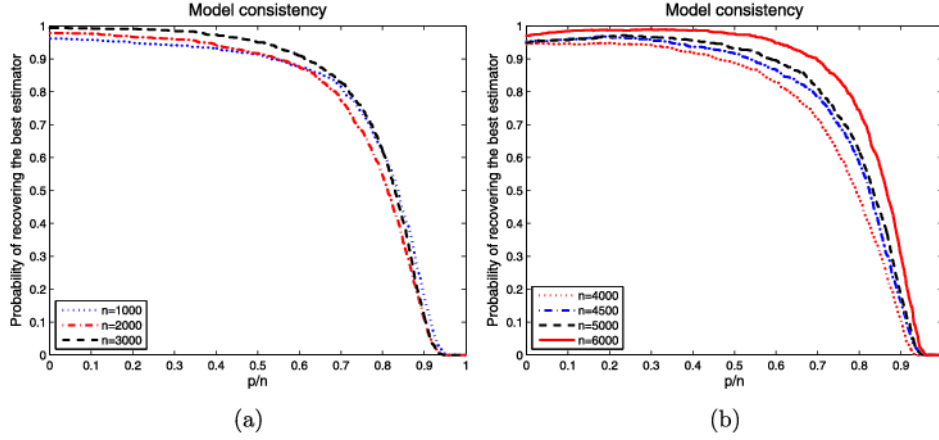 Model consistency
Probability of recovering the best estimator
1
0.9
0.8
0.7
0.6
0.5
0.4
0.3
0.2
0.1
0
n=1000
n=2000
n=3000
0 0.1 0.2 0.3 0.4 0.5 0.6 0.7 0.8 0.9 1
p/n
(a)
Model consistency
Probability of recovering the best estimator
1
0.9
0.8
0.7
0.6
0.5
0.4
0.3
0.2
0.1
0
n=4000
n=4500
n=5000
n=6000
0 0.1 0.2 0.3 0.4 0.5 0.6 0.7 0.8 0.9
p/n
(b)